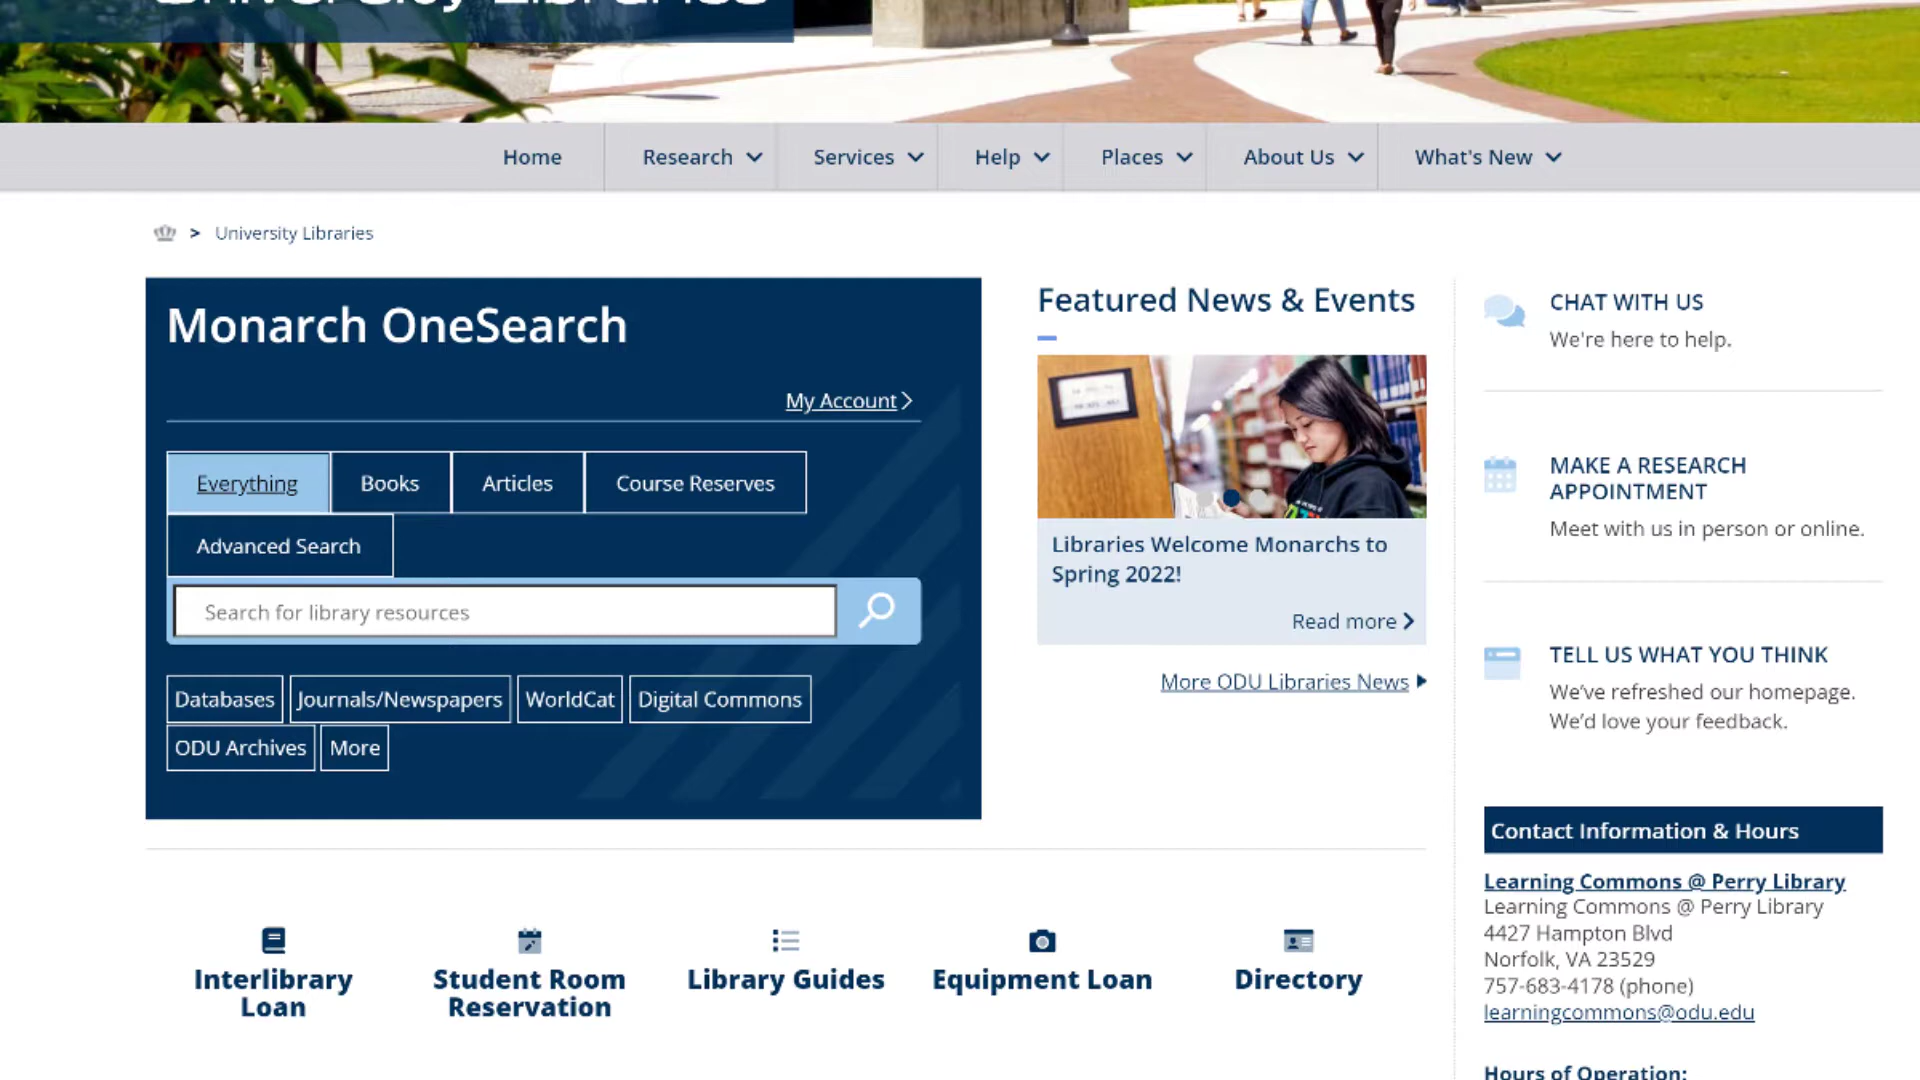 University Libraries
Home
Research
Services
Help
Places
About Us
What's New
> University Libraries
Monarch OneSearch
My Account
Everything
Books
Articles
Course Reserves
Advanced Search
Search for library resources
Databases
Journals/Newspapers
WorldCat
Digital Commons
ODU Archives
More
Featured News & Events
Libraries Welcome Monarchs to
Spring 2022!
Read more
More ODU Libraries News
CHAT WITH US
We're here to help.
MAKE A RESEARCH
APPOINTMENT
Meet with us in person or online.
TELL US WHAT YOU THINK
We’ve refreshed our homepage.
We’d love your feedback.
Contact Information & Hours
Learning Commons @ Perry Library
Learning Commons @ Perry Library
4427 Hampton Blvd
Norfolk, VA 23529
757-683-4178 (phone)
learningcommons@odu.edu
Hours of Operation:
Interlibrary
Loan
Student Room
Reservation
Library Guides
Equipment Loan
Directory